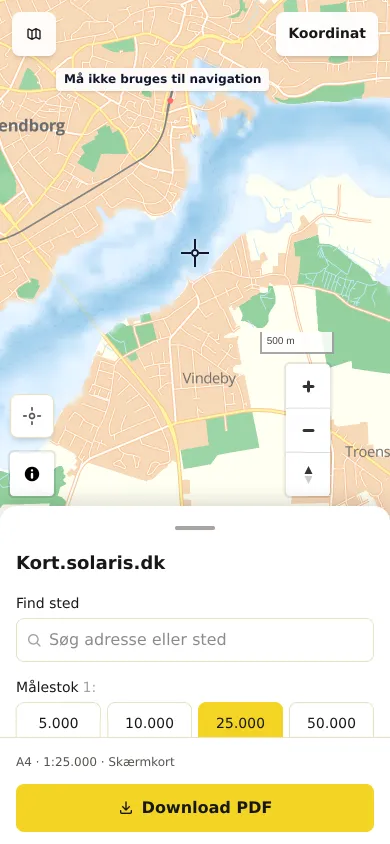 Koordinat
Må ikke bruges til navigation
endborg
500 m
Vindeby
Troens
Kort.solaris.dk
Find sted
Søg adresse eller sted
Målestok 1:
5.000 10.000 25.000 50.000
A4 · 1:25.000 · Skærmkort
Download PDF